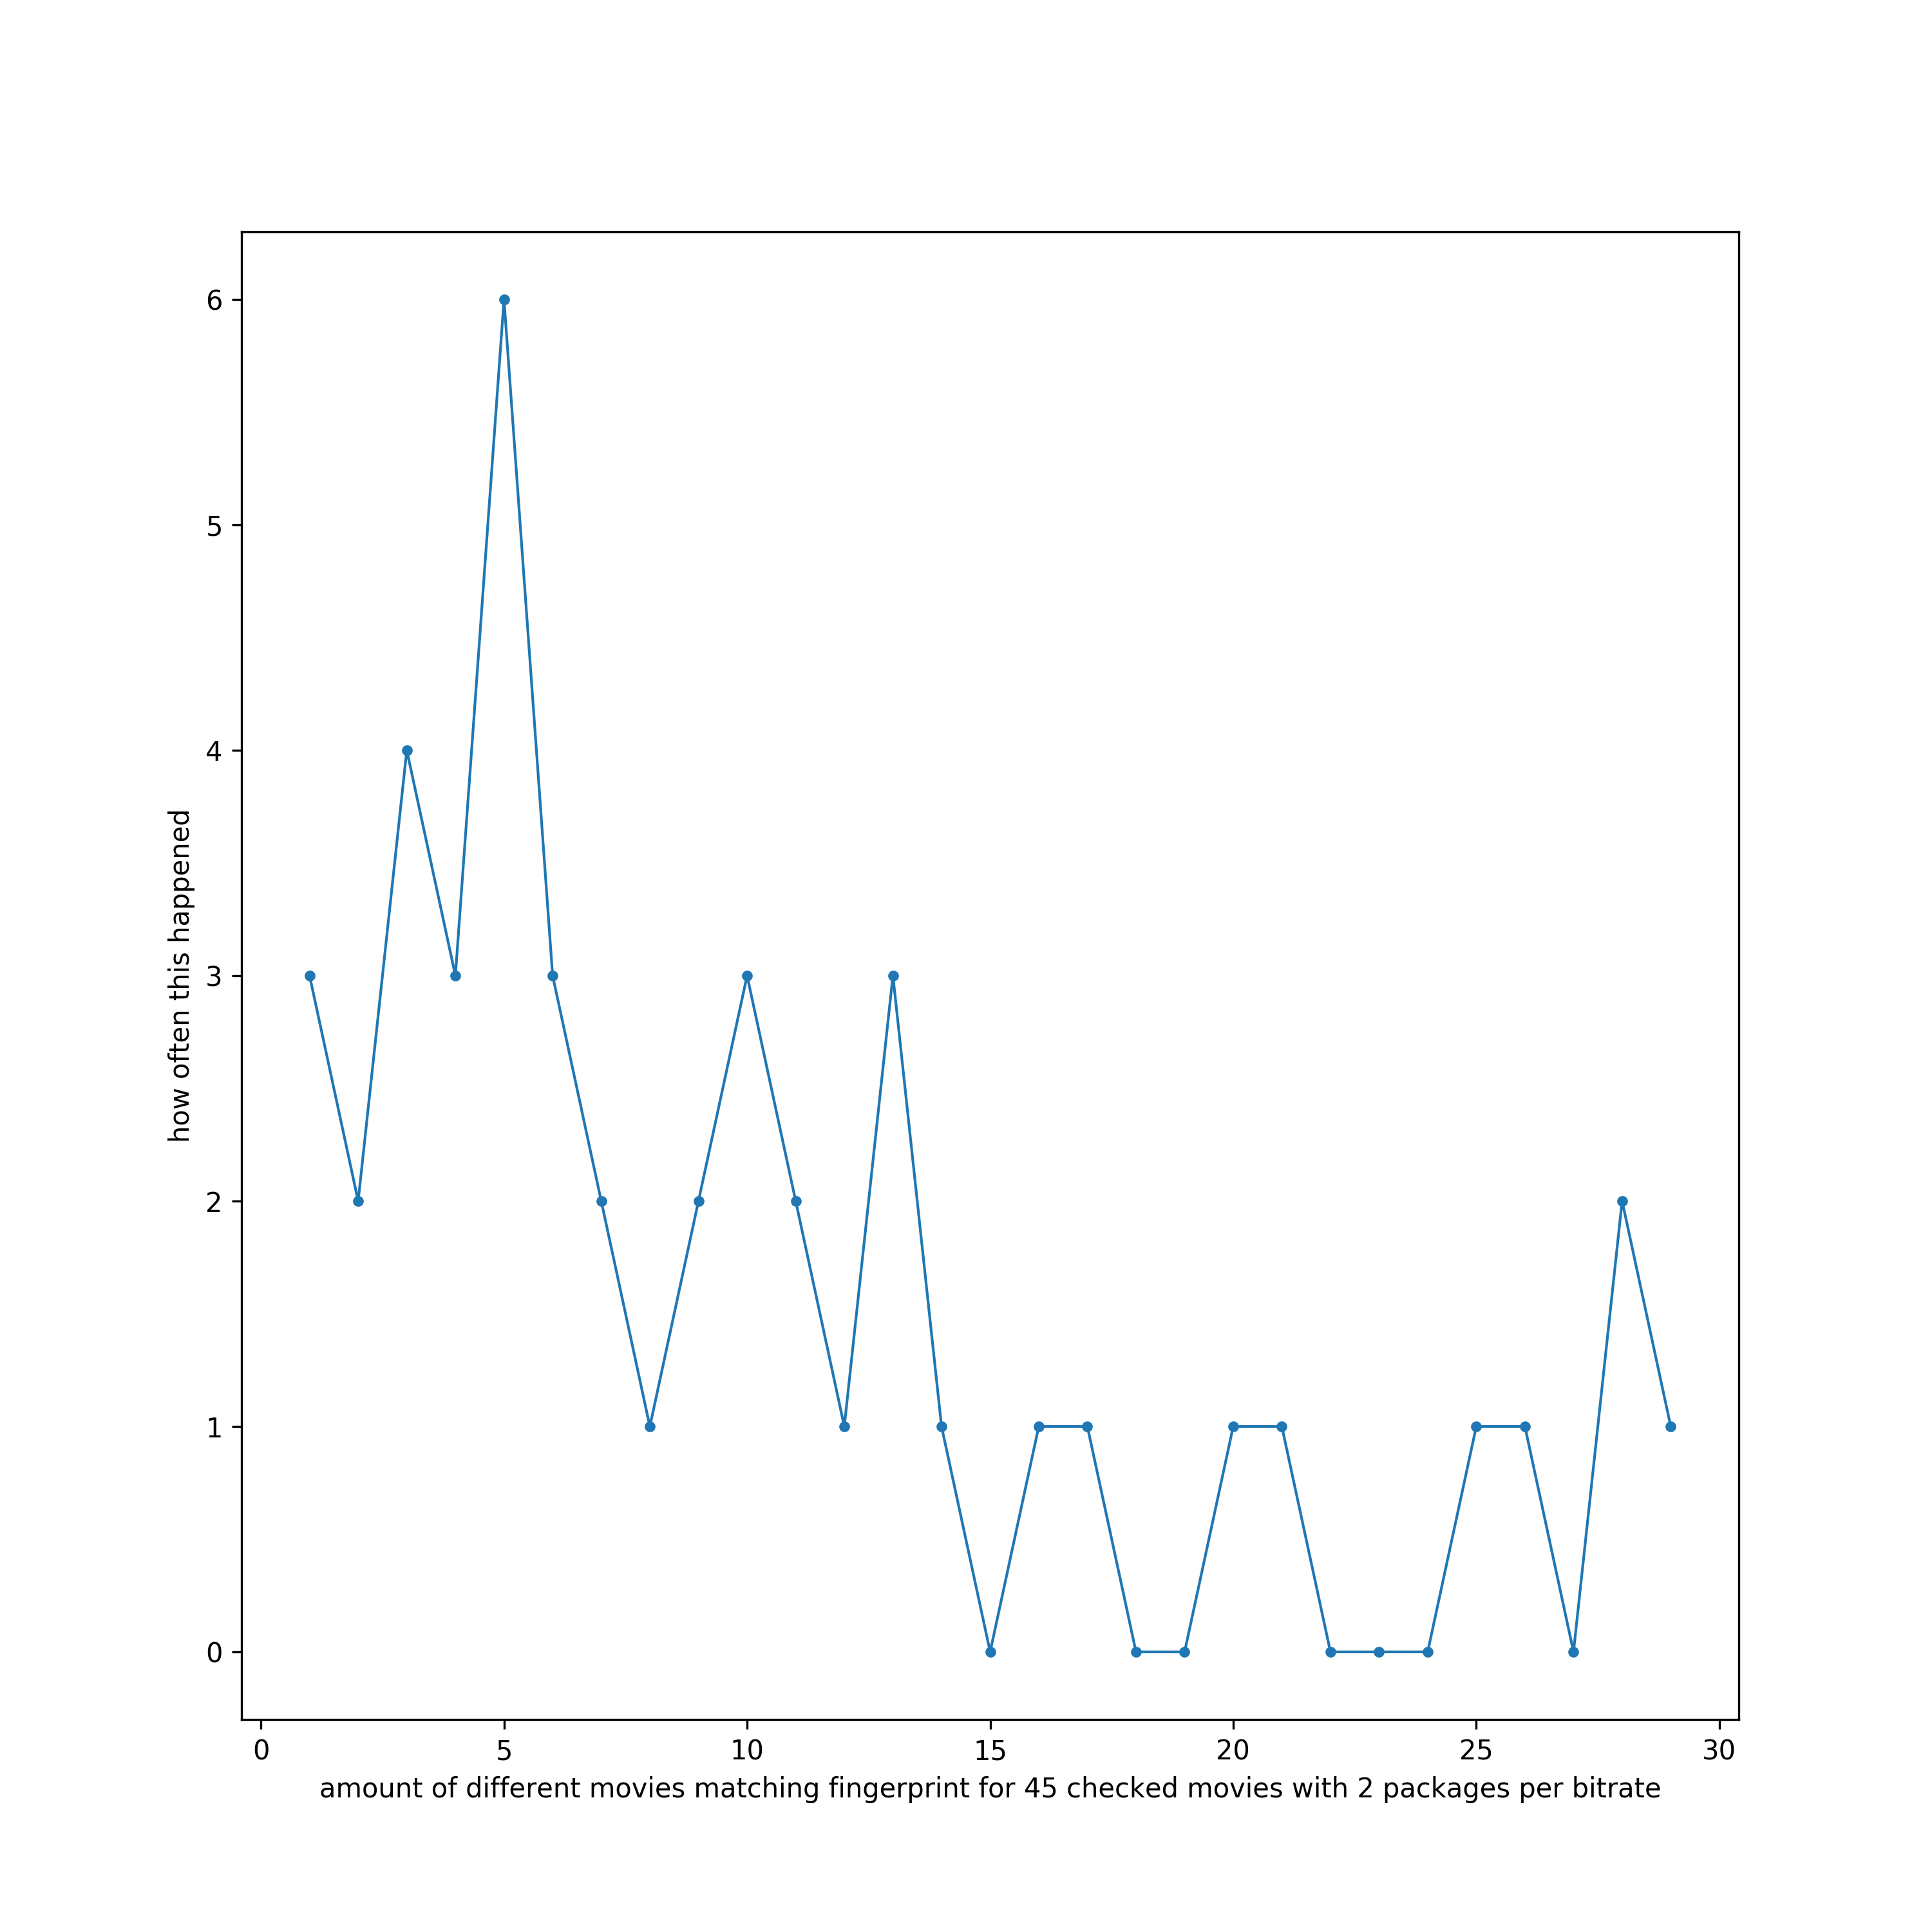 6
5
4
3
2
1
0
how often this happened
0 5 10 15 20 25 30
amount of different movies matching fingerprint for 45 checked movies with 2 packages per bitrate